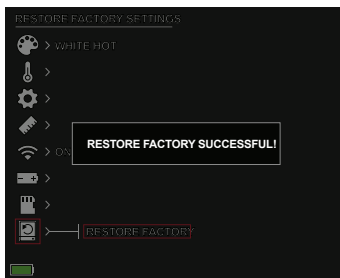 RESTORE FACTORY SETTINGS
> WHITE HOT
>
>
>
> ON
>
>
> RESTORE FACTORY
RESTORE FACTORY SUCCESSFUL!